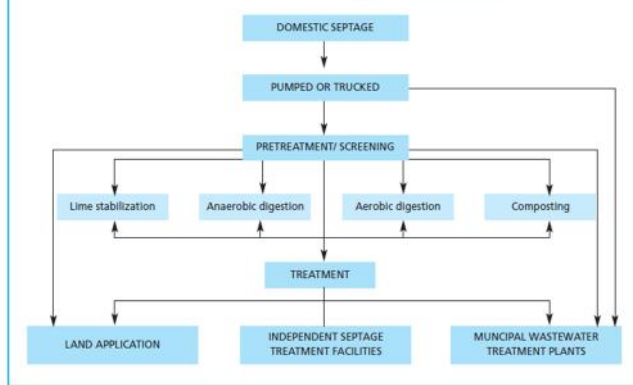 DOMESTIC SEPTAGE
PUMPED OR TRUCKED
PRETREATMENT/ SCREENING
Lime stabilization
Anaerobic digestion
Aerobic digestion
Composting
TREATMENT
LAND APPLICATION
INDEPENDENT SEPTAGE
TREATMENT FACILITIES
MUNCIPAL WASTEWATER
TREATMENT PLANTS